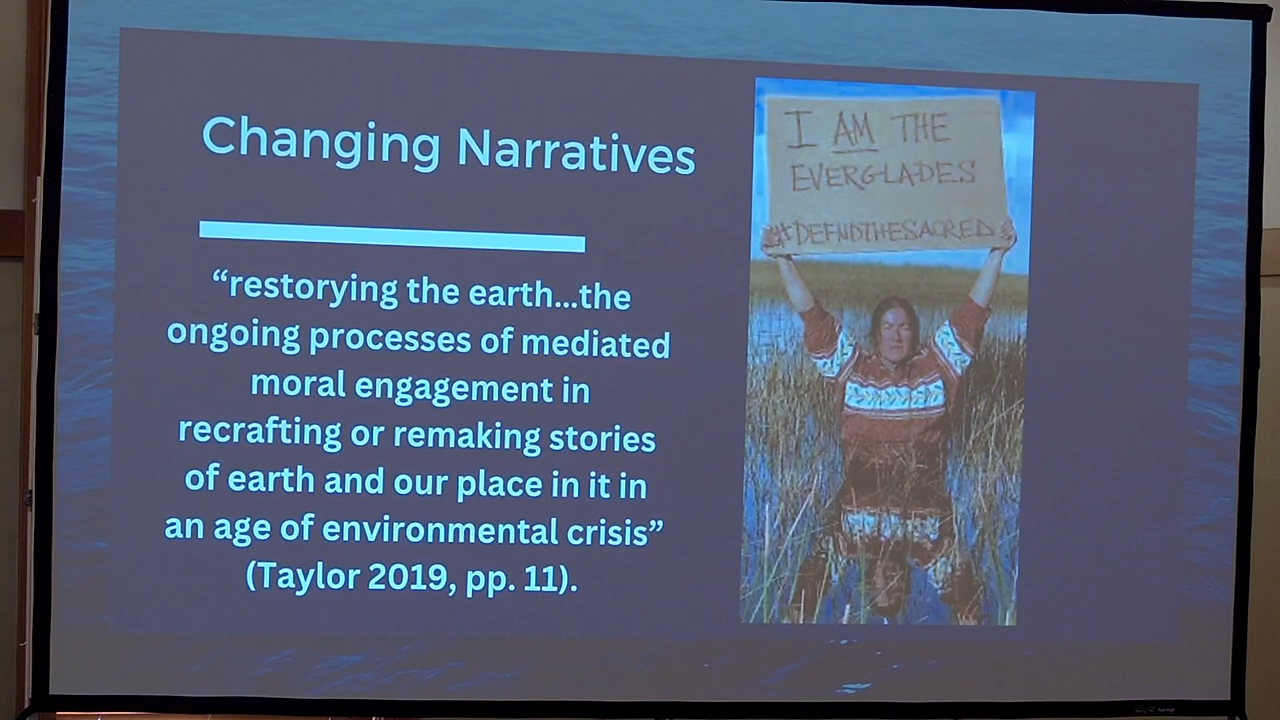 Changing Narratives
“restorying the earth...the
ongoing processes of mediated
moral engagement in
recrafting or remaking stories
of earth and our place in it in
an age of environmental crisis”
(Taylor 2019, pp. 11).
I AM THE
EVERGLADES
#DEFNDTHESACRED